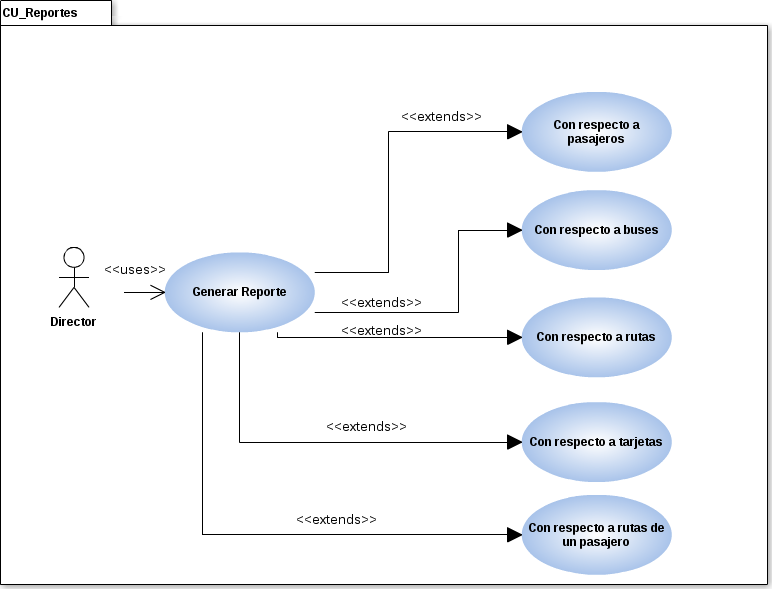 CU_Reportes
<<extends>>
Con respecto a
pasajeros
Con respecto a buses
<<uses>>
Generar Reporte
<<extends>>
Director
<<extends>>
Con respecto a rutas
<<extends>>
Con respecto a tarjetas
<<extends>>
Con respecto a rutas de
un pasajero